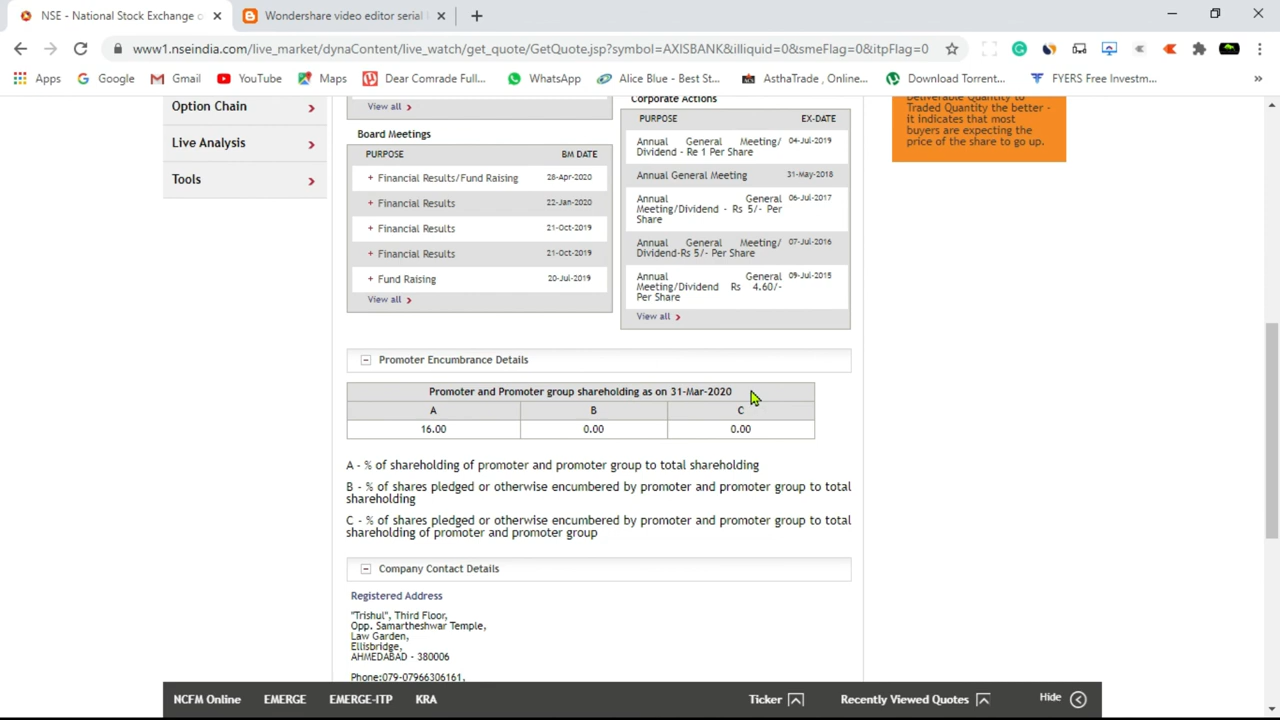 NSE - National Stock Exchange o
Wondershare video editor serial
www1.nseindia.com/live_market/dynaContent/live_watch/get_quote/GetQuote.jsp?symbol=AXISBANK&illiquid=0&smeFlag=0&itpFlag=0
Apps
Google
Gmail
YouTube
Maps
Dear Comrade Full...
WhatsApp
Alice Blue - Best St...
AsthaTrade , Online...
Download Torrent...
FYERS Free Investm...
Option Chain
Live Analysis
Tools
View all
Board Meetings
PURPOSE BM DATE
+ Financial Results/Fund Raising 28-Apr-2020
+ Financial Results 22-Jan-2020
+ Financial Results 21-Oct-2019
+ Financial Results 21-Oct-2019
+ Fund Raising 20-Jul-2019
View all
Corporate Actions
PURPOSE EX-DATE
Annual General Meeting/ 04-Jul-2019
Dividend - Re 1 Per Share
Annual General Meeting 31-May-2018
Annual General 06-Jul-2017
Meeting/Dividend - Rs 5/- Per
Share
Annual General Meeting/ 07-Jul-2016
Dividend-Rs 5/- Per Share
Annual General 09-Jul-2015
Meeting/Dividend Rs 4.60/-
Per Share
View all
Deliverable Quantity to
Traded Quantity the better -
it indicates that most
buyers are expecting the
price of the share to go up.
Promoter Encumbrance Details
Promoter and Promoter group shareholding as on 31-Mar-2020
A B C
16.00 0.00 0.00
A - % of shareholding of promoter and promoter group to total shareholding
B - % of shares pledged or otherwise encumbered by promoter and promoter group to total
shareholding
C - % of shares pledged or otherwise encumbered by promoter and promoter group to total
shareholding of promoter and promoter group
Company Contact Details
Registered Address
"Trishul", Third Floor,
Opp. Samartheshwar Temple,
Law Garden,
Ellisbridge,
AHMEDABAD - 380006
Phone:079-07966306161,
NCFM Online
EMERGE
EMERGE-ITP
KRA
Ticker
Recently Viewed Quotes
Hide